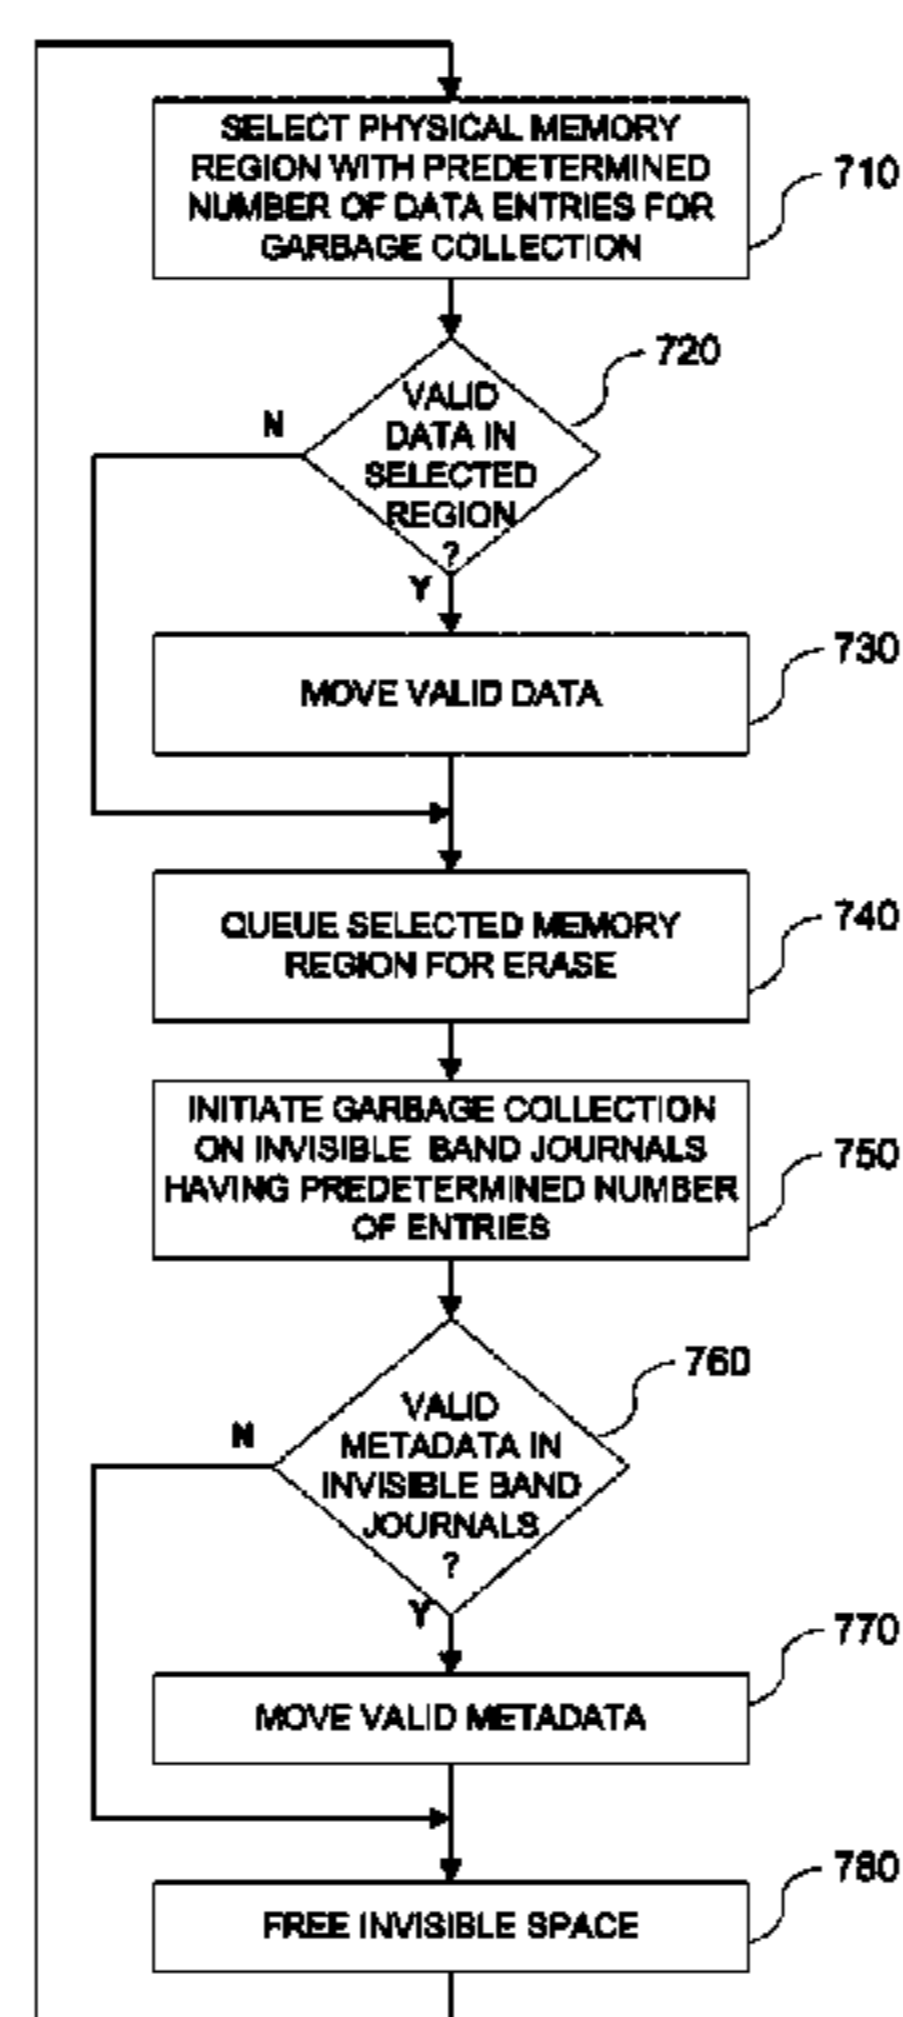 SELECT PHYSICAL MEMORY
REGION WITH PREDETERMINED
NUMBER OF DATA ENTRIES FOR
GARBAGE COLLECTION
710
720
VALID
DATA IN
SELECTED
REGION
?
N
Y
730
MOVE VALID DATA
740
QUEUE SELECTED MEMORY
REGION FOR ERASE
750
INITIATE GARBAGE COLLECTION
ON INVISIBLE BAND JOURNALS
HAVING PREDETERMINED NUMBER
OF ENTRIES
760
VALID
METADATA IN
INVISIBLE BAND
JOURNALS
?
N
Y
770
MOVE VALID METADATA
780
FREE INVISIBLE SPACE